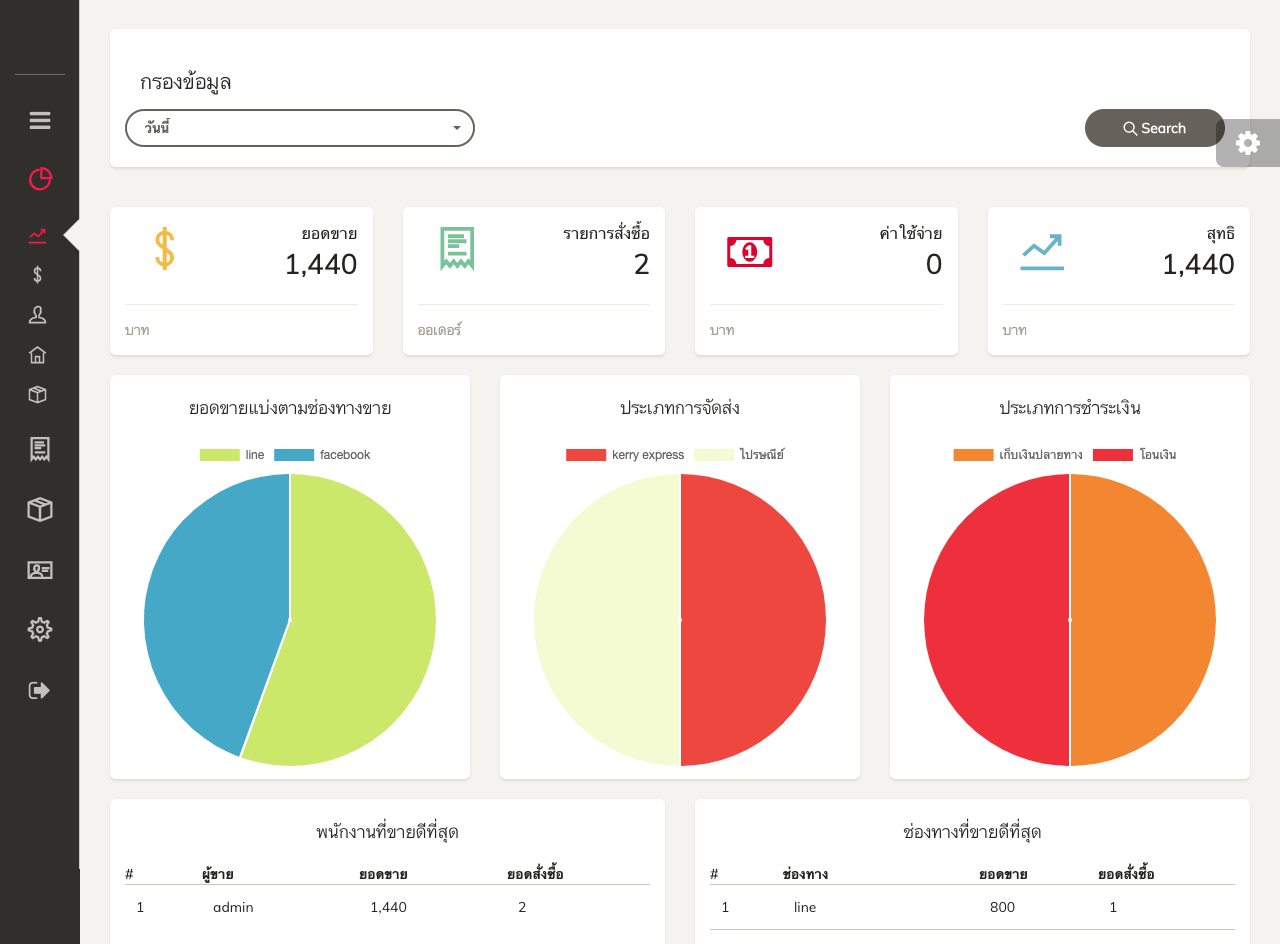 กรองข้อมูล
วันนี้
Search
ยอดขาย
1,440
บาท
รายการสั่งซื้อ
2
ออเดอร์
ค่าใช้จ่าย
0
บาท
สุทธิ
1,440
บาท
ยอดขายแบ่งตามช่องทางขาย
line facebook
ประเภทการจัดส่ง
kerry express ไปรษณีย์
ประเภทการชำระเงิน
เก็บเงินปลายทาง โอนเงิน
พนักงานที่ขายดีที่สุด
# ผู้ขาย ยอดขาย ยอดสั่งซื้อ
1 admin 1,440 2
ช่องทางที่ขายดีที่สุด
# ช่องทาง ยอดขาย ยอดสั่งซื้อ
1 line 800 1